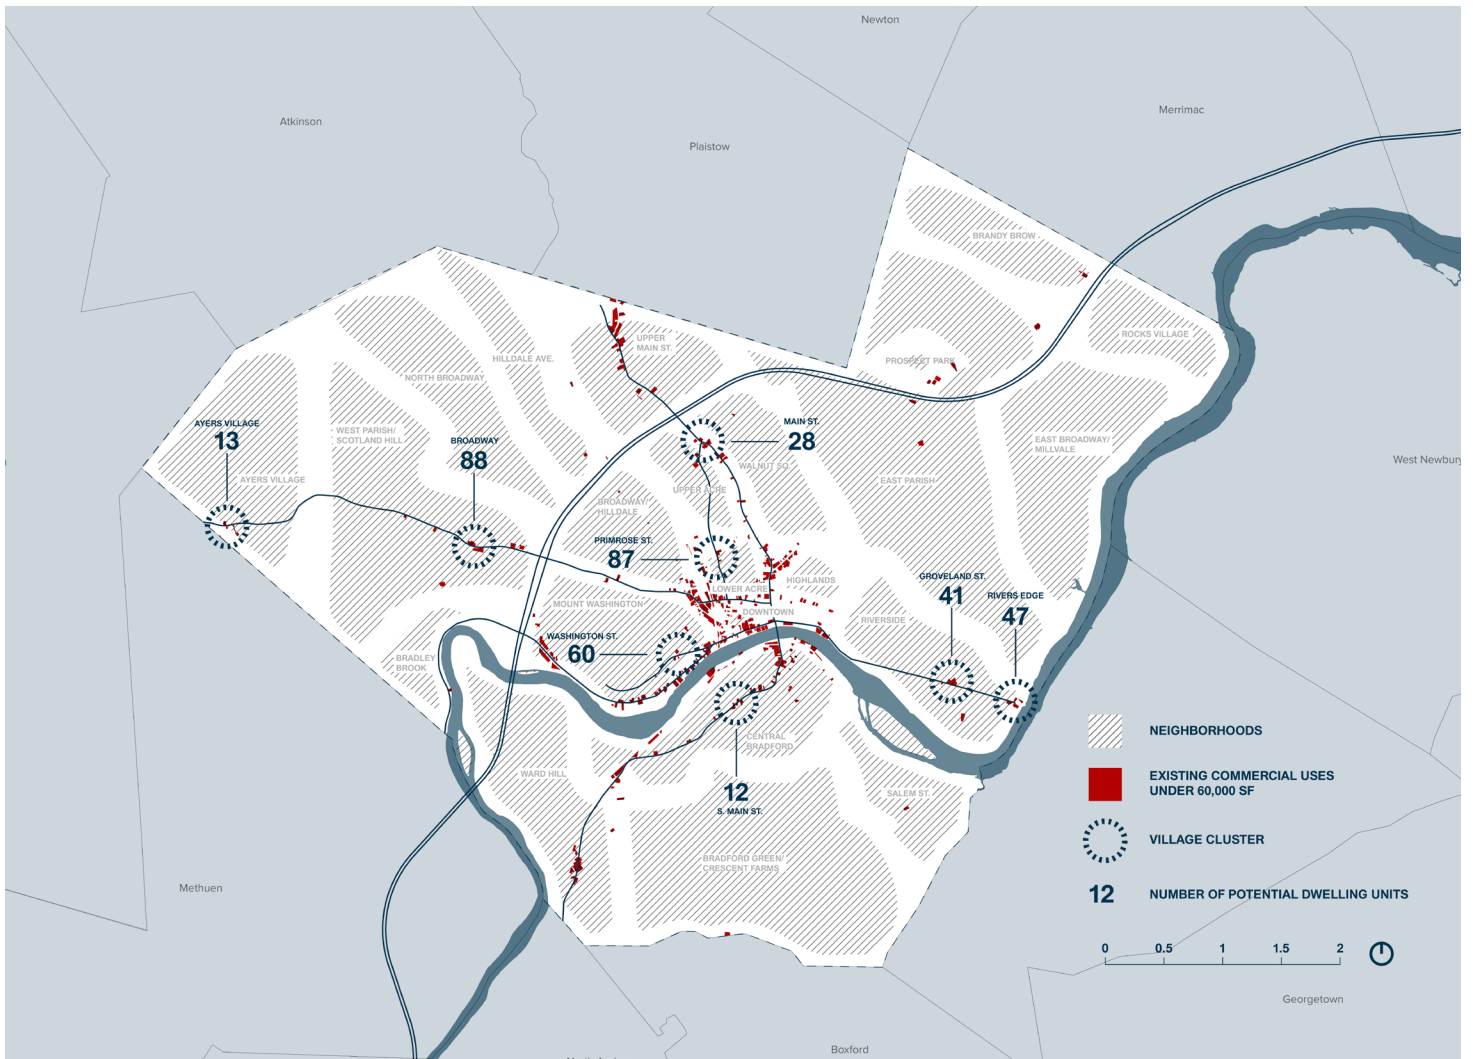 Newton
Merrimac
Atkinson
Plaistow
BRANDY BROW
ROCKS VILLAGE
UPPER
MAIN ST.
HILLDALE AVE.
PROSPECT PARK
NORTH BROADWAY
AYERS VILLAGE
13
WEST PARISH/
SCOTLAND HILL
BROADWAY
88
MAIN ST.
28
EAST BROADWAY/
MILLVALE
West Newbury
AYERS VILLAGE
WALNUT SQ.
UPPER ACRE
EAST PARISH
BROADWAY/
HILLDALE
PRIMROSE ST.
87
LOWER ACRE
HIGHLANDS
GROVELAND ST.
41
RIVERS EDGE
47
MOUNT WASHINGTON
DOWNTOWN
RIVERSIDE
WASHINGTON ST.
60
BRADLEY
BROOK
CENTRAL
BRADFORD
WARD HILL
12
S. MAIN ST.
SALEM ST.
BRADFORD GREEN/
CRESCENT FARMS
Methuen
NEIGHBORHOODS
EXISTING COMMERCIAL USES
UNDER 60,000 SF
VILLAGE CLUSTER
12 NUMBER OF POTENTIAL DWELLING UNITS
0 0.5 1 1.5 2
Georgetown
Boxford